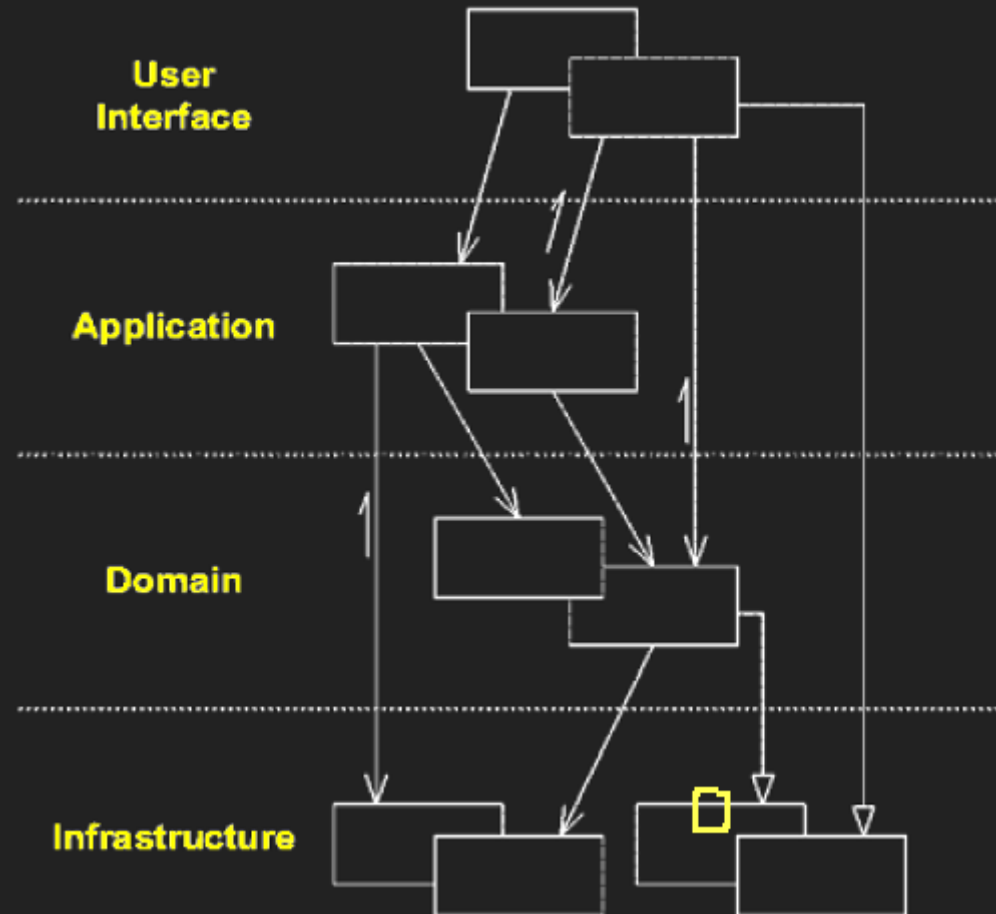 User
Interface
Application
Domain
Infrastructure